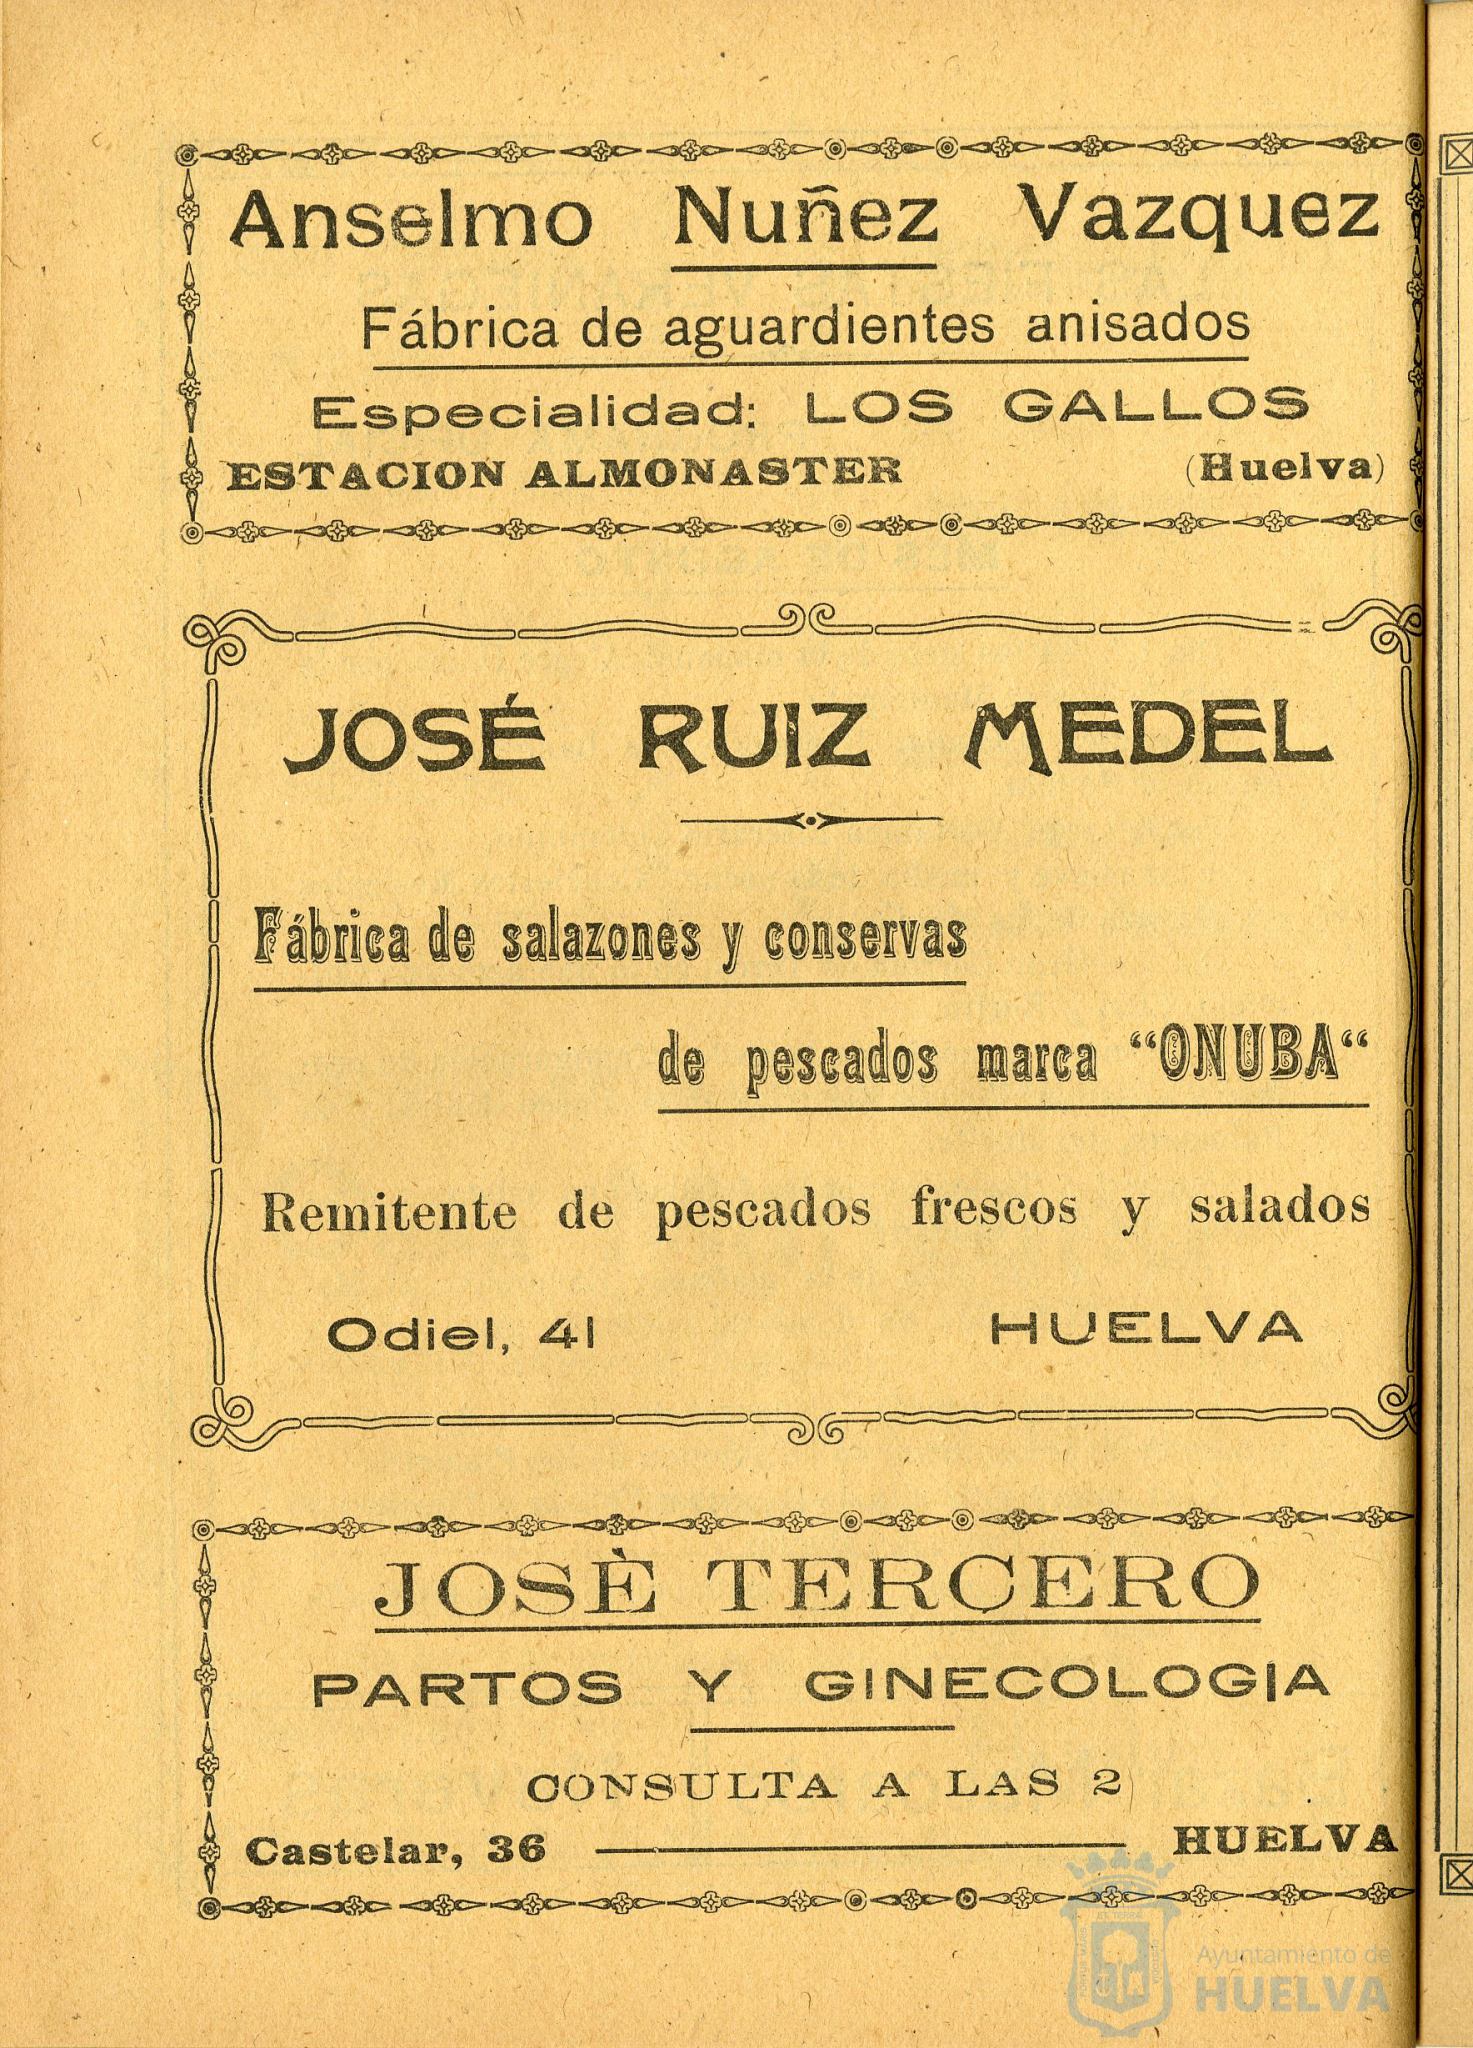 Anselmo Nuñez Vazquez
Fábrica de aguardientes anisados
Especialidad: LOS GALLOS
ESTACION ALMONASTER (Huelva)
JOSÉ RUIZ MEDEL
Fábrica de salazones y conservas
de pescados marca “ONUBA“
Remitente de pescados frescos y salados
Odiel, 41 HUELVA
JOSÈ TERCERO
PARTOS Y GINECOLOGIA
CONSULTA A LAS 2
Castelar, 36 HUELVA
Ayuntamiento de
HUELVA